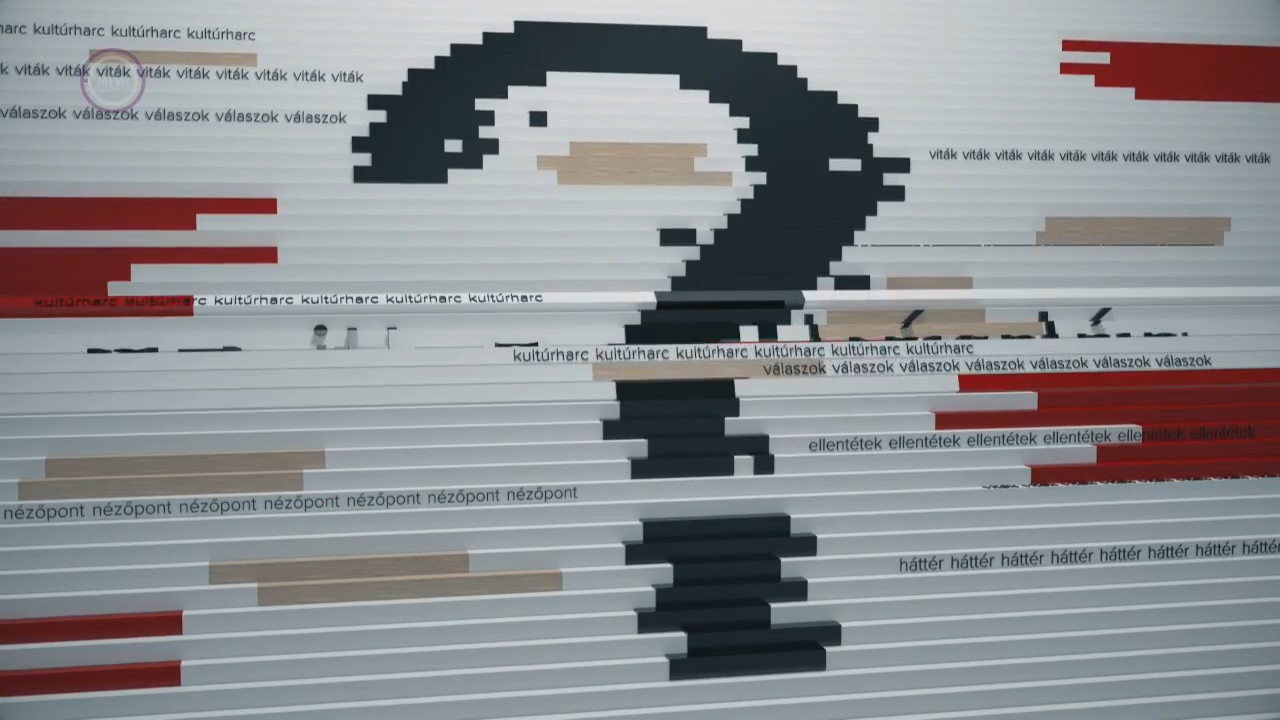 kultúrharc kultúrharc kultúrharc
viták viták viták viták viták viták viták viták
válaszok válaszok válaszok válaszok válaszok
viták viták viták viták viták viták viták viták viták viták viták
kultúrharc kultúrharc kultúrharc kultúrharc kultúrharc kultúrharc
kultúrharc kultúrharc kultúrharc kultúrharc kultúrharc kultúrharc
válaszok válaszok válaszok válaszok válaszok válaszok válaszok
ellentétek ellentétek ellentétek ellentétek ellentétek ellentétek
nézőpont nézőpont nézőpont nézőpont nézőpont nézőpont nézőpont
háttér háttér háttér háttér háttér háttér háttér háttér